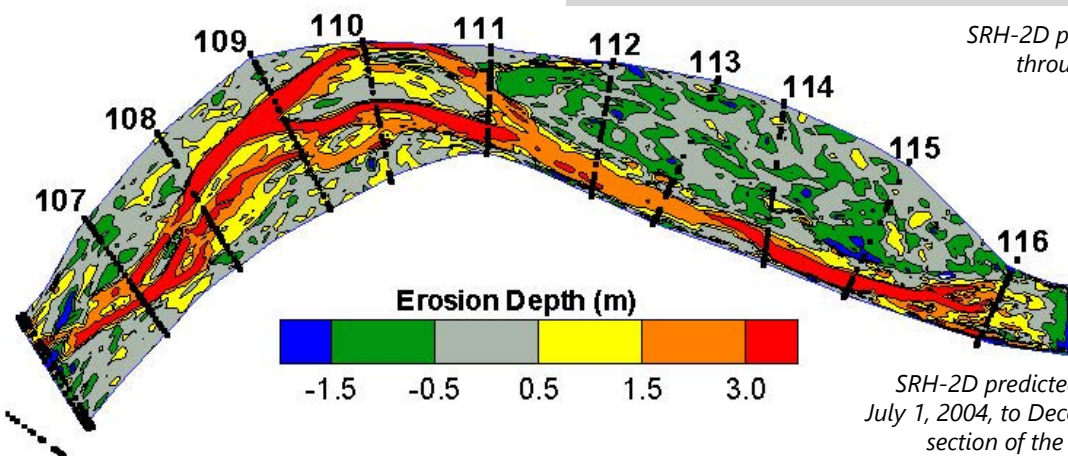 SRH-2D p
throu
109
110
111
112
113
114
108
115
107
116
Erosion Depth (m)
-1.5 -0.5 0.5 1.5 3.0
SRH-2D predicted
July 1, 2004, to Dec
section of the